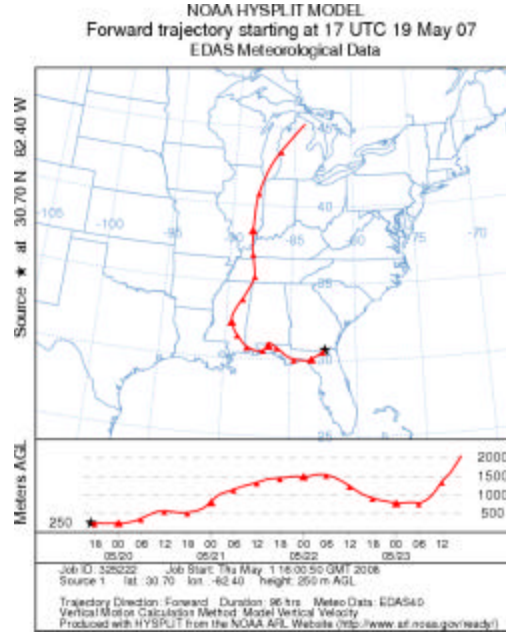 NOAA HYSPLIT MODEL
Forward trajectory starting at 17 UTC 19 May 07
EDAS Meteorological Data
Source ★ at 30.70 N 82.40 W
45
-105
-100
-90
-85
-80
-75
-70
40
35
30
25
Meters AGL
2000
1500
1000
500
250
18 00 06 12 18 00 06 12 18 00 06 12 18 00 06 12
05/20 05/21 05/22 05/23
Job ID: 325222 Job Start: Thu May 1 16:00:50 GMT 2008
Source 1 lat: 30.70 lon: -82.40 height: 250 m AGL
Trajectory Direction: Forward Duration: 96 hrs Meteo Data: EDAS40
Vertical Motion Calculation Method: Model Vertical Velocity
Produced with HYSPLIT from the NOAA ARL Website (http://www.arl.noaa.gov/ready/)